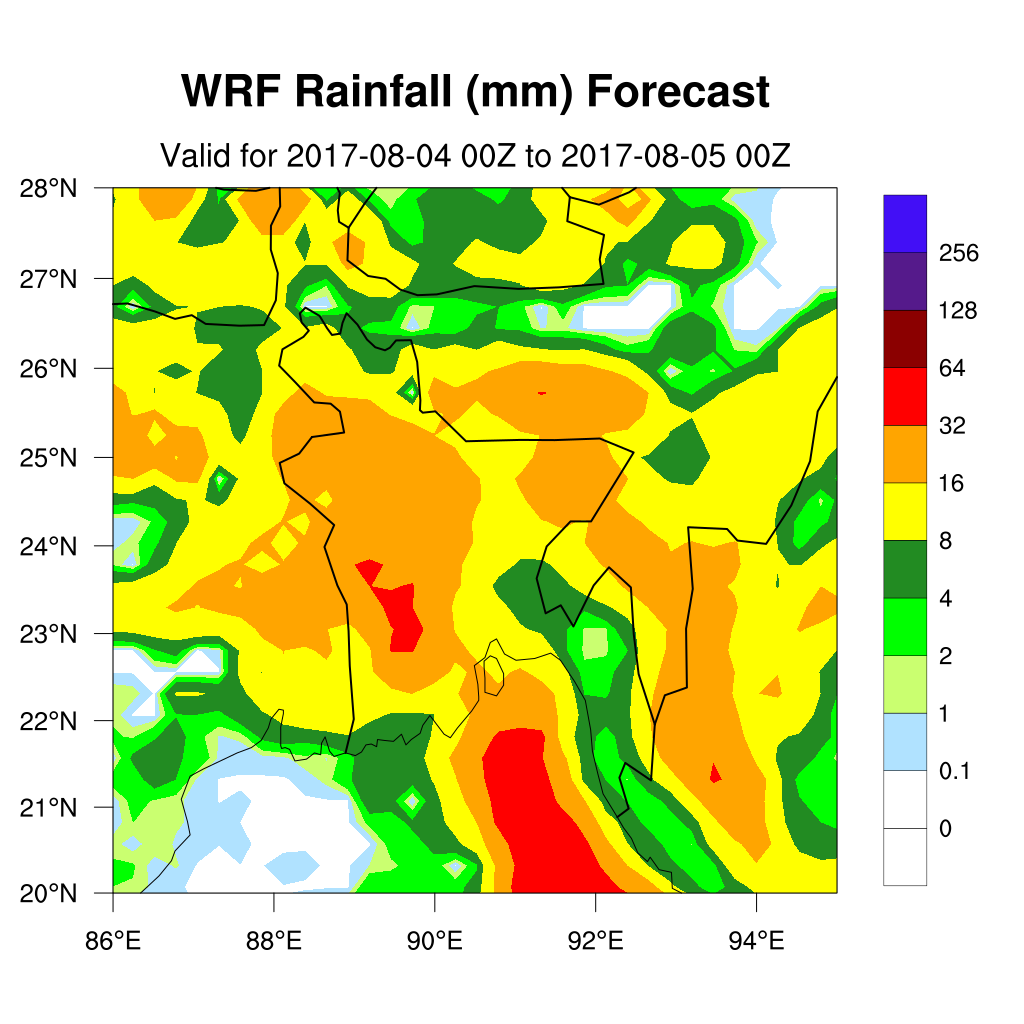 WRF Rainfall (mm) Forecast
Valid for 2017-08-04 00Z to 2017-08-05 00Z
28°N
27°N
26°N
25°N
24°N
23°N
22°N
21°N
20°N
86°E 88°E 90°E 92°E 94°E
256
128
64
32
16
8
4
2
1
0.1
0